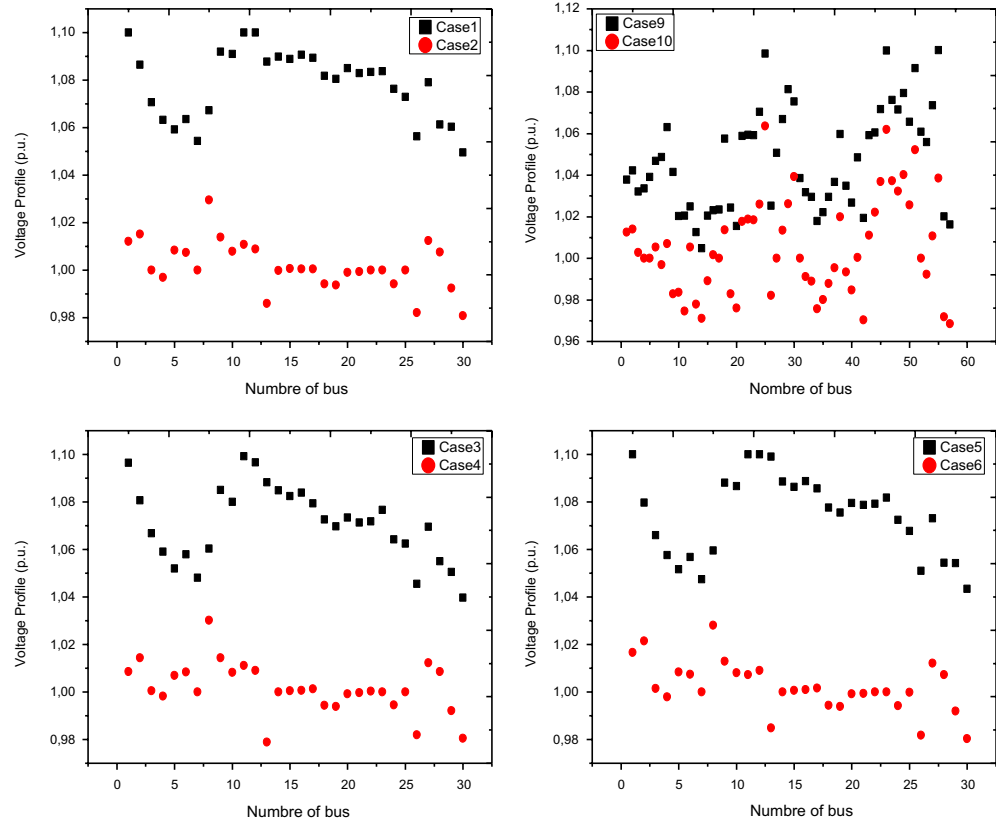 Case1
Case2
1,10
1,08
1,06
1,04
1,02
1,00
0,98
Voltage Profile (p.u.)
0 5 10 15 20 25 30
Numbre of bus
Case9
Case10
1,12
1,10
1,08
1,06
1,04
1,02
1,00
0,98
0,96
Voltage Profile (p.u.)
0 10 20 30 40 50 60
Nombre of bus
Case3
Case4
1,10
1,08
1,06
1,04
1,02
1,00
0,98
Voltage Profile (p.u.)
0 5 10 15 20 25 30
Numbre of bus
Case5
Case6
1,10
1,08
1,06
1,04
1,02
1,00
0,98
Voltage Profile (p.u.)
0 5 10 15 20 25 30
Numbre of bus